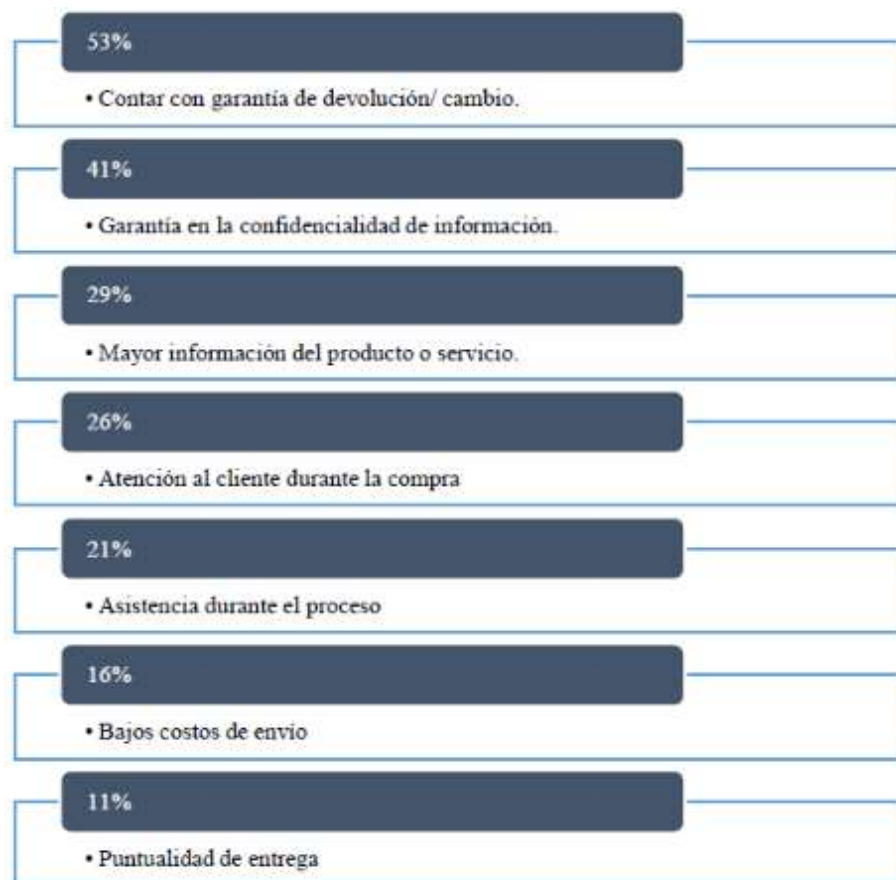 53%
• Contar con garantía de devolución/ cambio.
41%
• Garantía en la confidencialidad de información.
29%
• Mayor información del producto o servicio.
26%
• Atención al cliente durante la compra
21%
• Asistencia durante el proceso
16%
• Bajos costos de envío
11%
• Puntualidad de entrega